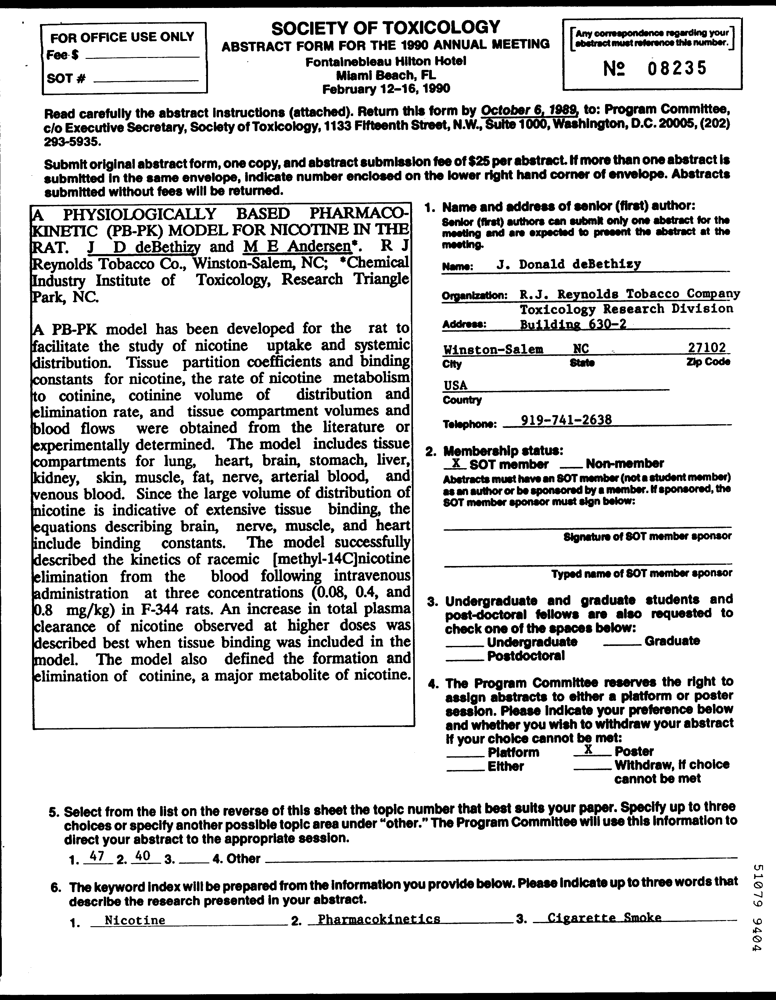 FOR OFFICE USE ONLY
Fee $
SOT #
SOCIETY OF TOXICOLOGY
ABSTRACT FORM FOR THE 1990 ANNUAL MEETING
Fontainebleau Hilton Hotel
Miami Beach, FL
February 12–16, 1990
Any correspondence regarding your
abstract must reference this number.
Nº 08235
Read carefully the abstract instructions (attached). Return this form by October 6, 1989, to: Program Committee,
c/o Executive Secretary, Society of Toxicology, 1133 Fifteenth Street, N.W., Suite 1000, Washington, D.C. 20005, (202)
293-5935.
Submit original abstract form, one copy, and abstract submission fee of $25 per abstract. If more than one abstract is
submitted in the same envelope, indicate number enclosed on the lower right hand corner of envelope. Abstracts
submitted without fees will be returned.
A PHYSIOLOGICALLY BASED PHARMACO-
KINETIC (PB-PK) MODEL FOR NICOTINE IN THE
RAT. J D deBethizy and M E Andersen*. R J
Reynolds Tobacco Co., Winston-Salem, NC; *Chemical
Industry Institute of Toxicology, Research Triangle
Park, NC.
A PB-PK model has been developed for the rat to
facilitate the study of nicotine uptake and systemic
distribution. Tissue partition coefficients and binding
constants for nicotine, the rate of nicotine metabolism
to cotinine, cotinine volume of distribution and
elimination rate, and tissue compartment volumes and
blood flows were obtained from the literature or
experimentally determined. The model includes tissue
compartments for lung, heart, brain, stomach, liver,
kidney, skin, muscle, fat, nerve, arterial blood, and
venous blood. Since the large volume of distribution of
nicotine is indicative of extensive tissue binding, the
equations describing brain, nerve, muscle, and heart
include binding constants. The model successfully
described the kinetics of racemic [methyl-14C]nicotine
elimination from the blood following intravenous
administration at three concentrations (0.08, 0.4, and
0.8 mg/kg) in F-344 rats. An increase in total plasma
clearance of nicotine observed at higher doses was
described best when tissue binding was included in the
model. The model also defined the formation and
elimination of cotinine, a major metabolite of nicotine.
1. Name and address of senior (first) author:
Senior (first) authors can submit only one abstract for the
meeting and are expected to present the abstract at the
meeting.
Name: J. Donald deBethizy
Organization: R.J. Reynolds Tobacco Company
Toxicology Research Division
Address: Building 630-2
Winston-Salem NC 27102
City State Zip Code
USA
Country
Telephone: 919-741-2638
2. Membership status:
X SOT member ___ Non-member
Abstracts must have an SOT member (not a student member)
as an author or be sponsored by a member. If sponsored, the
SOT member sponsor must sign below:
Signature of SOT member sponsor
Typed name of SOT member sponsor
3. Undergraduate and graduate students and
post-doctoral fellows are also requested to
check one of the spaces below:
___ Undergraduate ___ Graduate
___ Postdoctoral
4. The Program Committee reserves the right to
assign abstracts to either a platform or poster
session. Please indicate your preference below
and whether you wish to withdraw your abstract
if your choice cannot be met:
___ Platform X Poster
___ Either ___ Withdraw, if choice
cannot be met
5. Select from the list on the reverse of this sheet the topic number that best suits your paper. Specify up to three
choices or specify another possible topic area under "other." The Program Committee will use this information to
direct your abstract to the appropriate session.
1. 47 2. 40 3. ___ 4. Other ___
6. The keyword index will be prepared from the information you provide below. Please indicate up to three words that
describe the research presented in your abstract.
1. Nicotine 2. Pharmacokinetics 3. Cigarette Smoke
51079 9404